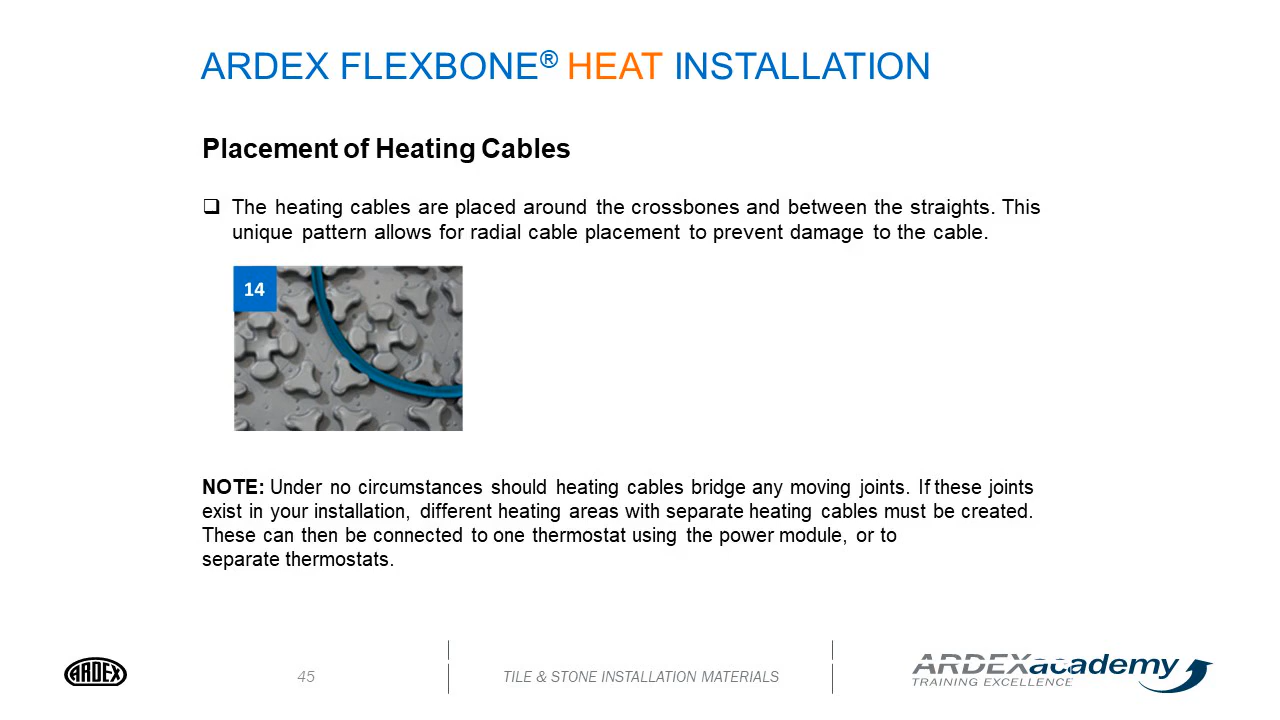 ARDEX FLEXBONE® HEAT INSTALLATION
Placement of Heating Cables
❑ The heating cables are placed around the crossbones and between the straights. This
unique pattern allows for radial cable placement to prevent damage to the cable.
14
NOTE: Under no circumstances should heating cables bridge any moving joints. If these joints
exist in your installation, different heating areas with separate heating cables must be created.
These can then be connected to one thermostat using the power module, or to
separate thermostats.
ARDEX
45
TILE & STONE INSTALLATION MATERIALS
ARDEXacademy
TRAINING EXCELLENCE